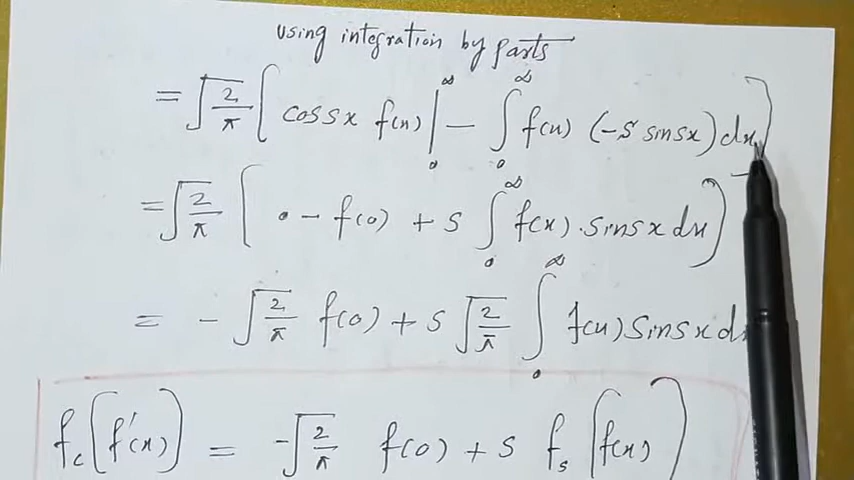 using integration by parts
= √(2/π) [ cos sx f(x) |₀^∞ − ∫₀^∞ f(x) (−s sin sx) dx ]
= √(2/π) [ 0 − f(0) + s ∫₀^∞ f(x) · sin sx dx ]
= − √(2/π) f(0) + s √(2/π) ∫₀^∞ f(x) sin sx dx
f_c [f'(x)] = −√(2/π) f(0) + s f_s [f(x)]